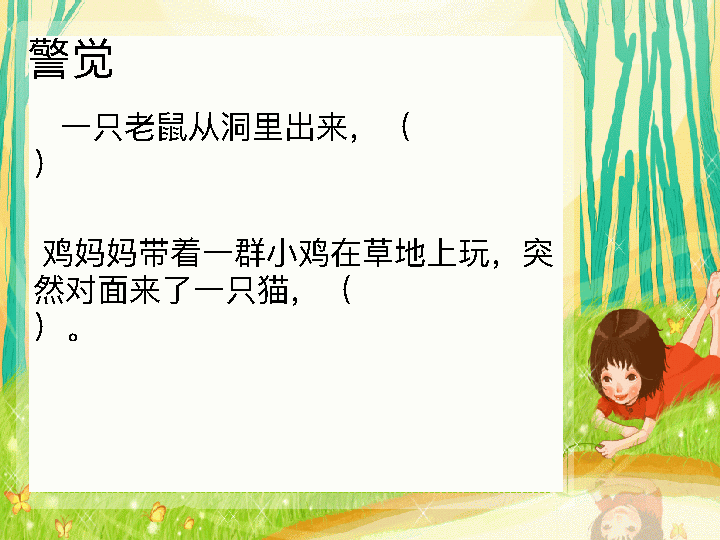 警觉
一只老鼠从洞里出来，（
）
鸡妈妈带着一群小鸡在草地上玩，突
然对面来了一只猫，（
）。